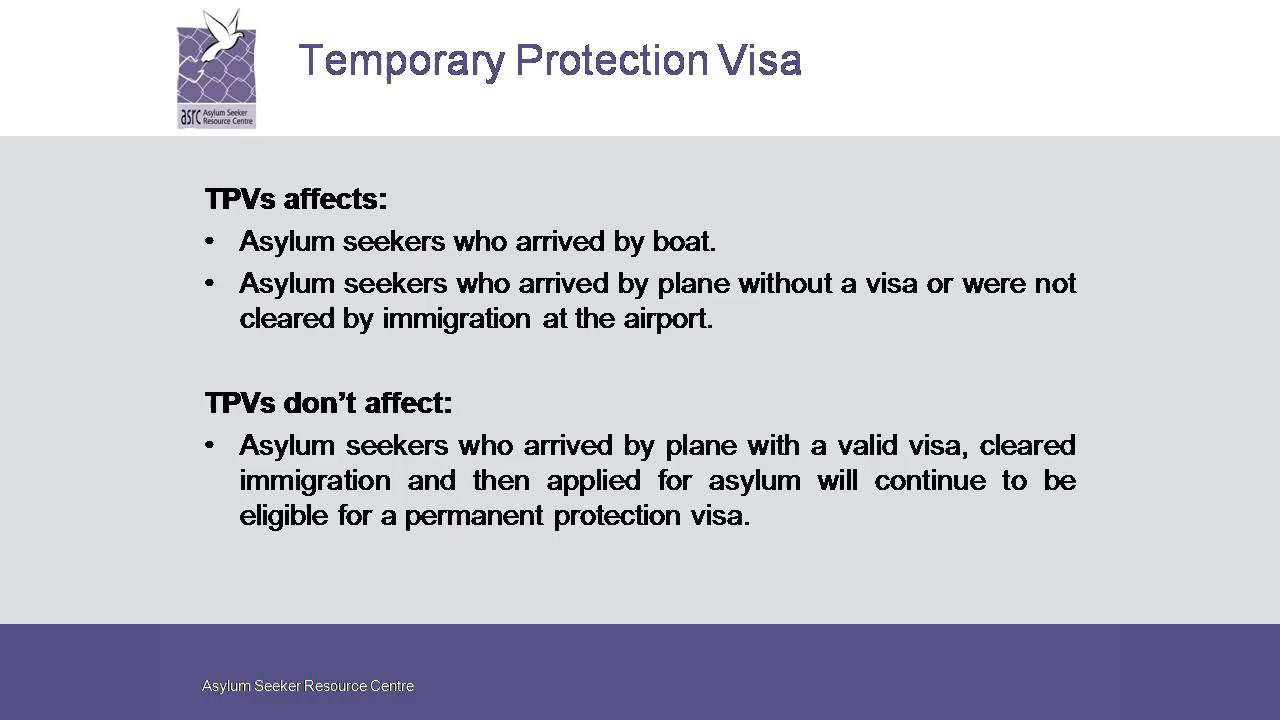 asrc Asylum Seeker
Resource Centre
Temporary Protection Visa
TPVs affects:
• Asylum seekers who arrived by boat.
• Asylum seekers who arrived by plane without a visa or were not
cleared by immigration at the airport.
TPVs don’t affect:
• Asylum seekers who arrived by plane with a valid visa, cleared
immigration and then applied for asylum will continue to be
eligible for a permanent protection visa.
Asylum Seeker Resource Centre